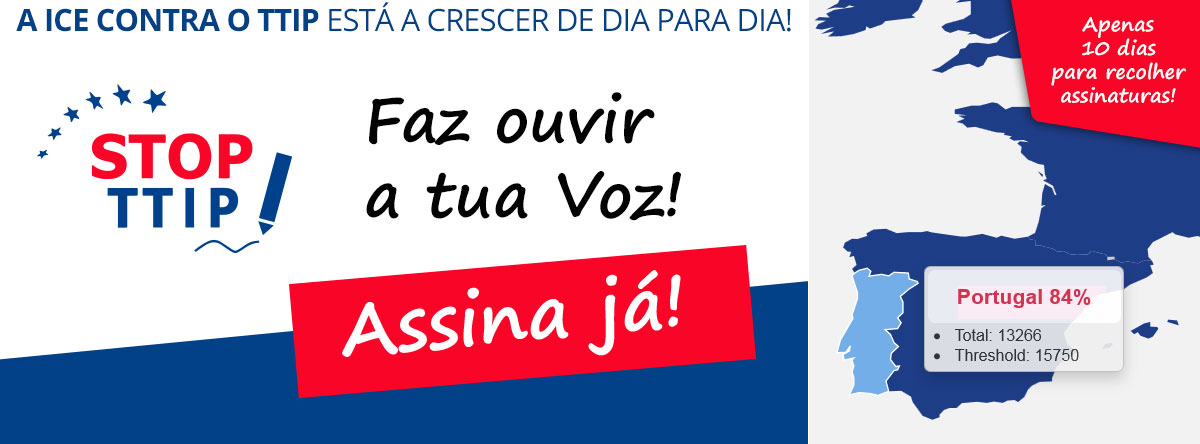 A ICE CONTRA O TTIP ESTÁ A CRESCER DE DIA PARA DIA!
STOP
TTIP
Faz ouvir
a tua Voz!
Assina já!
Apenas
10 dias
para recolher
assinaturas!
Portugal 84%
• Total: 13266
• Threshold: 15750